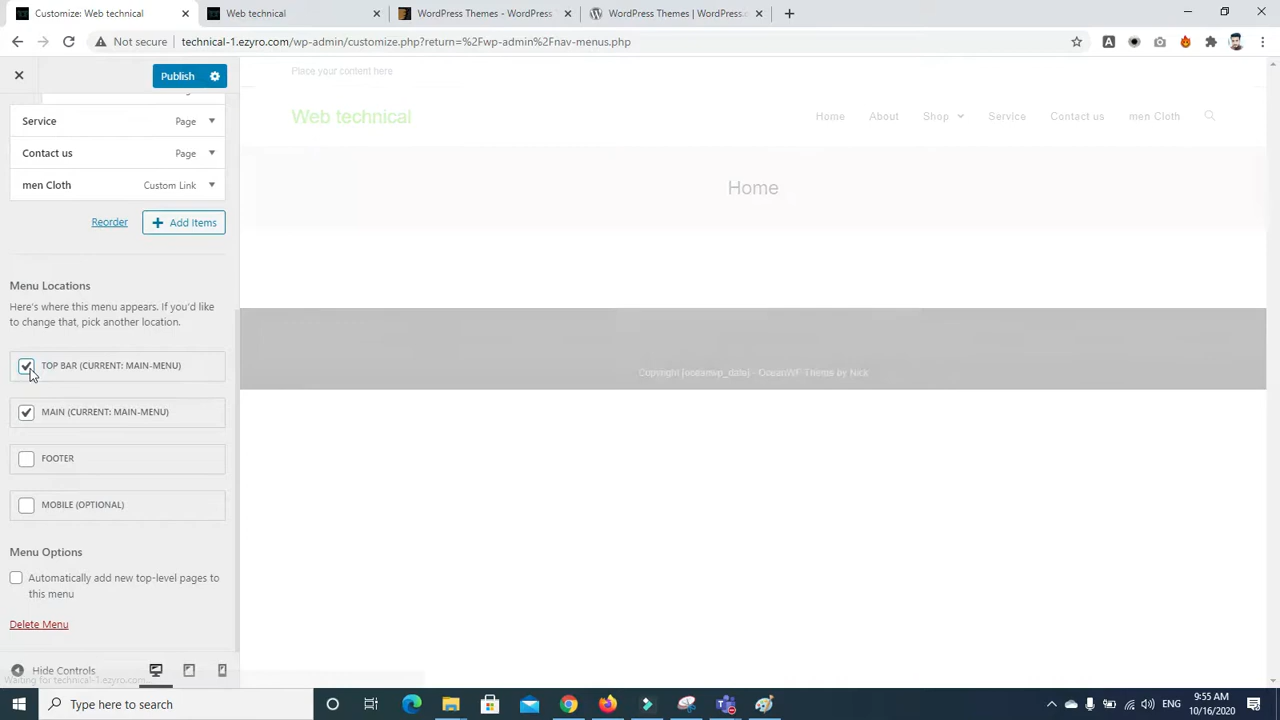 Customize: Web technical
Web technical
WordPress Themes - WordPress
WordPress Themes | WordPress.
Not secure
technical-1.ezyro.com/wp-admin/customize.php?return=%2Fwp-admin%2Fnav-menus.php
Publish
Service
Page
Contact us
Page
men Cloth
Custom Link
Reorder
Add Items
Menu Locations
Here's where this menu appears. If you'd like
to change that, pick another location.
TOP BAR (CURRENT: MAIN-MENU)
MAIN (CURRENT: MAIN-MENU)
FOOTER
MOBILE (OPTIONAL)
Menu Options
Automatically add new top-level pages to
this menu
Delete Menu
Hide Controls
Waiting for technical-1.ezyro.com...
Place your content here
Web technical
Home
About
Shop
Service
Contact us
men Cloth
Home
Copyright [oceanwp_date] - OceanWP Theme by Nick
Type here to search
ENG
9:55 AM
10/16/2020